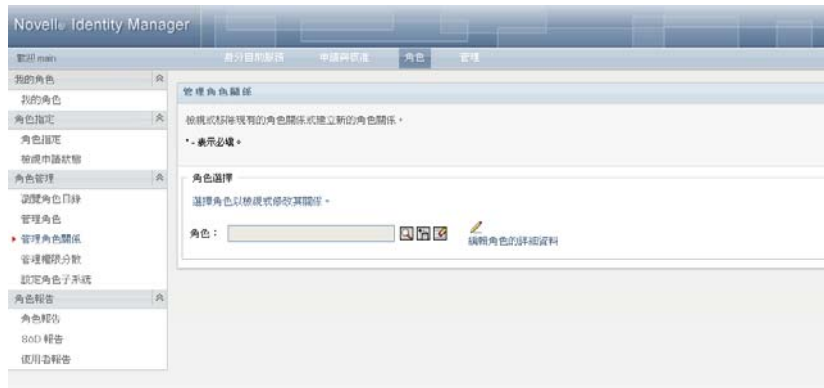 Novell® Identity Manager
歡迎 main
身分自助服務 申請與核准 角色 管理
我的角色
我的角色
角色指定
角色指定
檢視申請狀態
角色管理
瀏覽角色目錄
管理角色
管理角色關係
管理權限分散
設定角色子系統
角色報告
角色報告
SoD 報告
使用者報告
管理角色關係
檢視或移除現有的角色關係或建立新的角色關係。
* - 表示必填。
角色選擇
選擇角色以檢視或修改其關係。
角色：
編輯角色的詳細資料